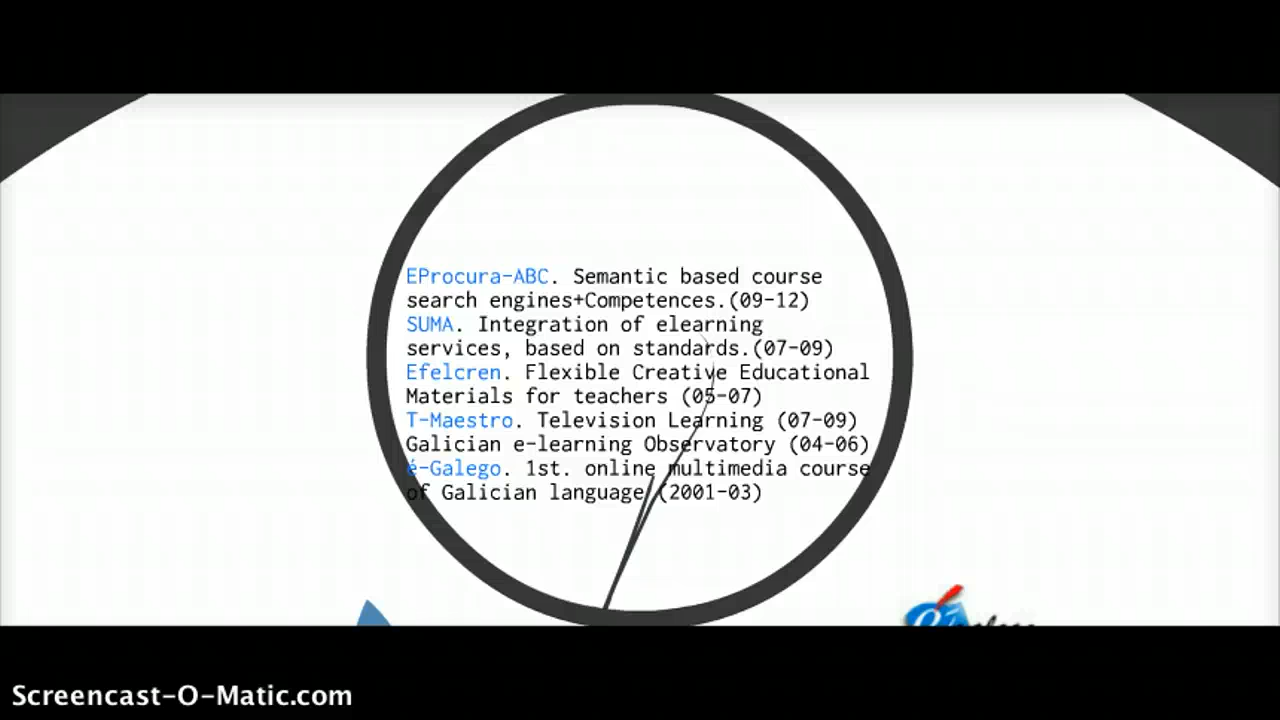 EProcura-ABC. Semantic based course
search engines+Competences.(09-12)
SUMA. Integration of elearning
services, based on standards.(07-09)
Efelcren. Flexible Creative Educational
Materials for teachers (05-07)
T-Maestro. Television Learning (07-09)
Galician e-learning Observatory (04-06)
é-Galego. 1st. online multimedia course
of Galician language (2001-03)
Screencast-O-Matic.com